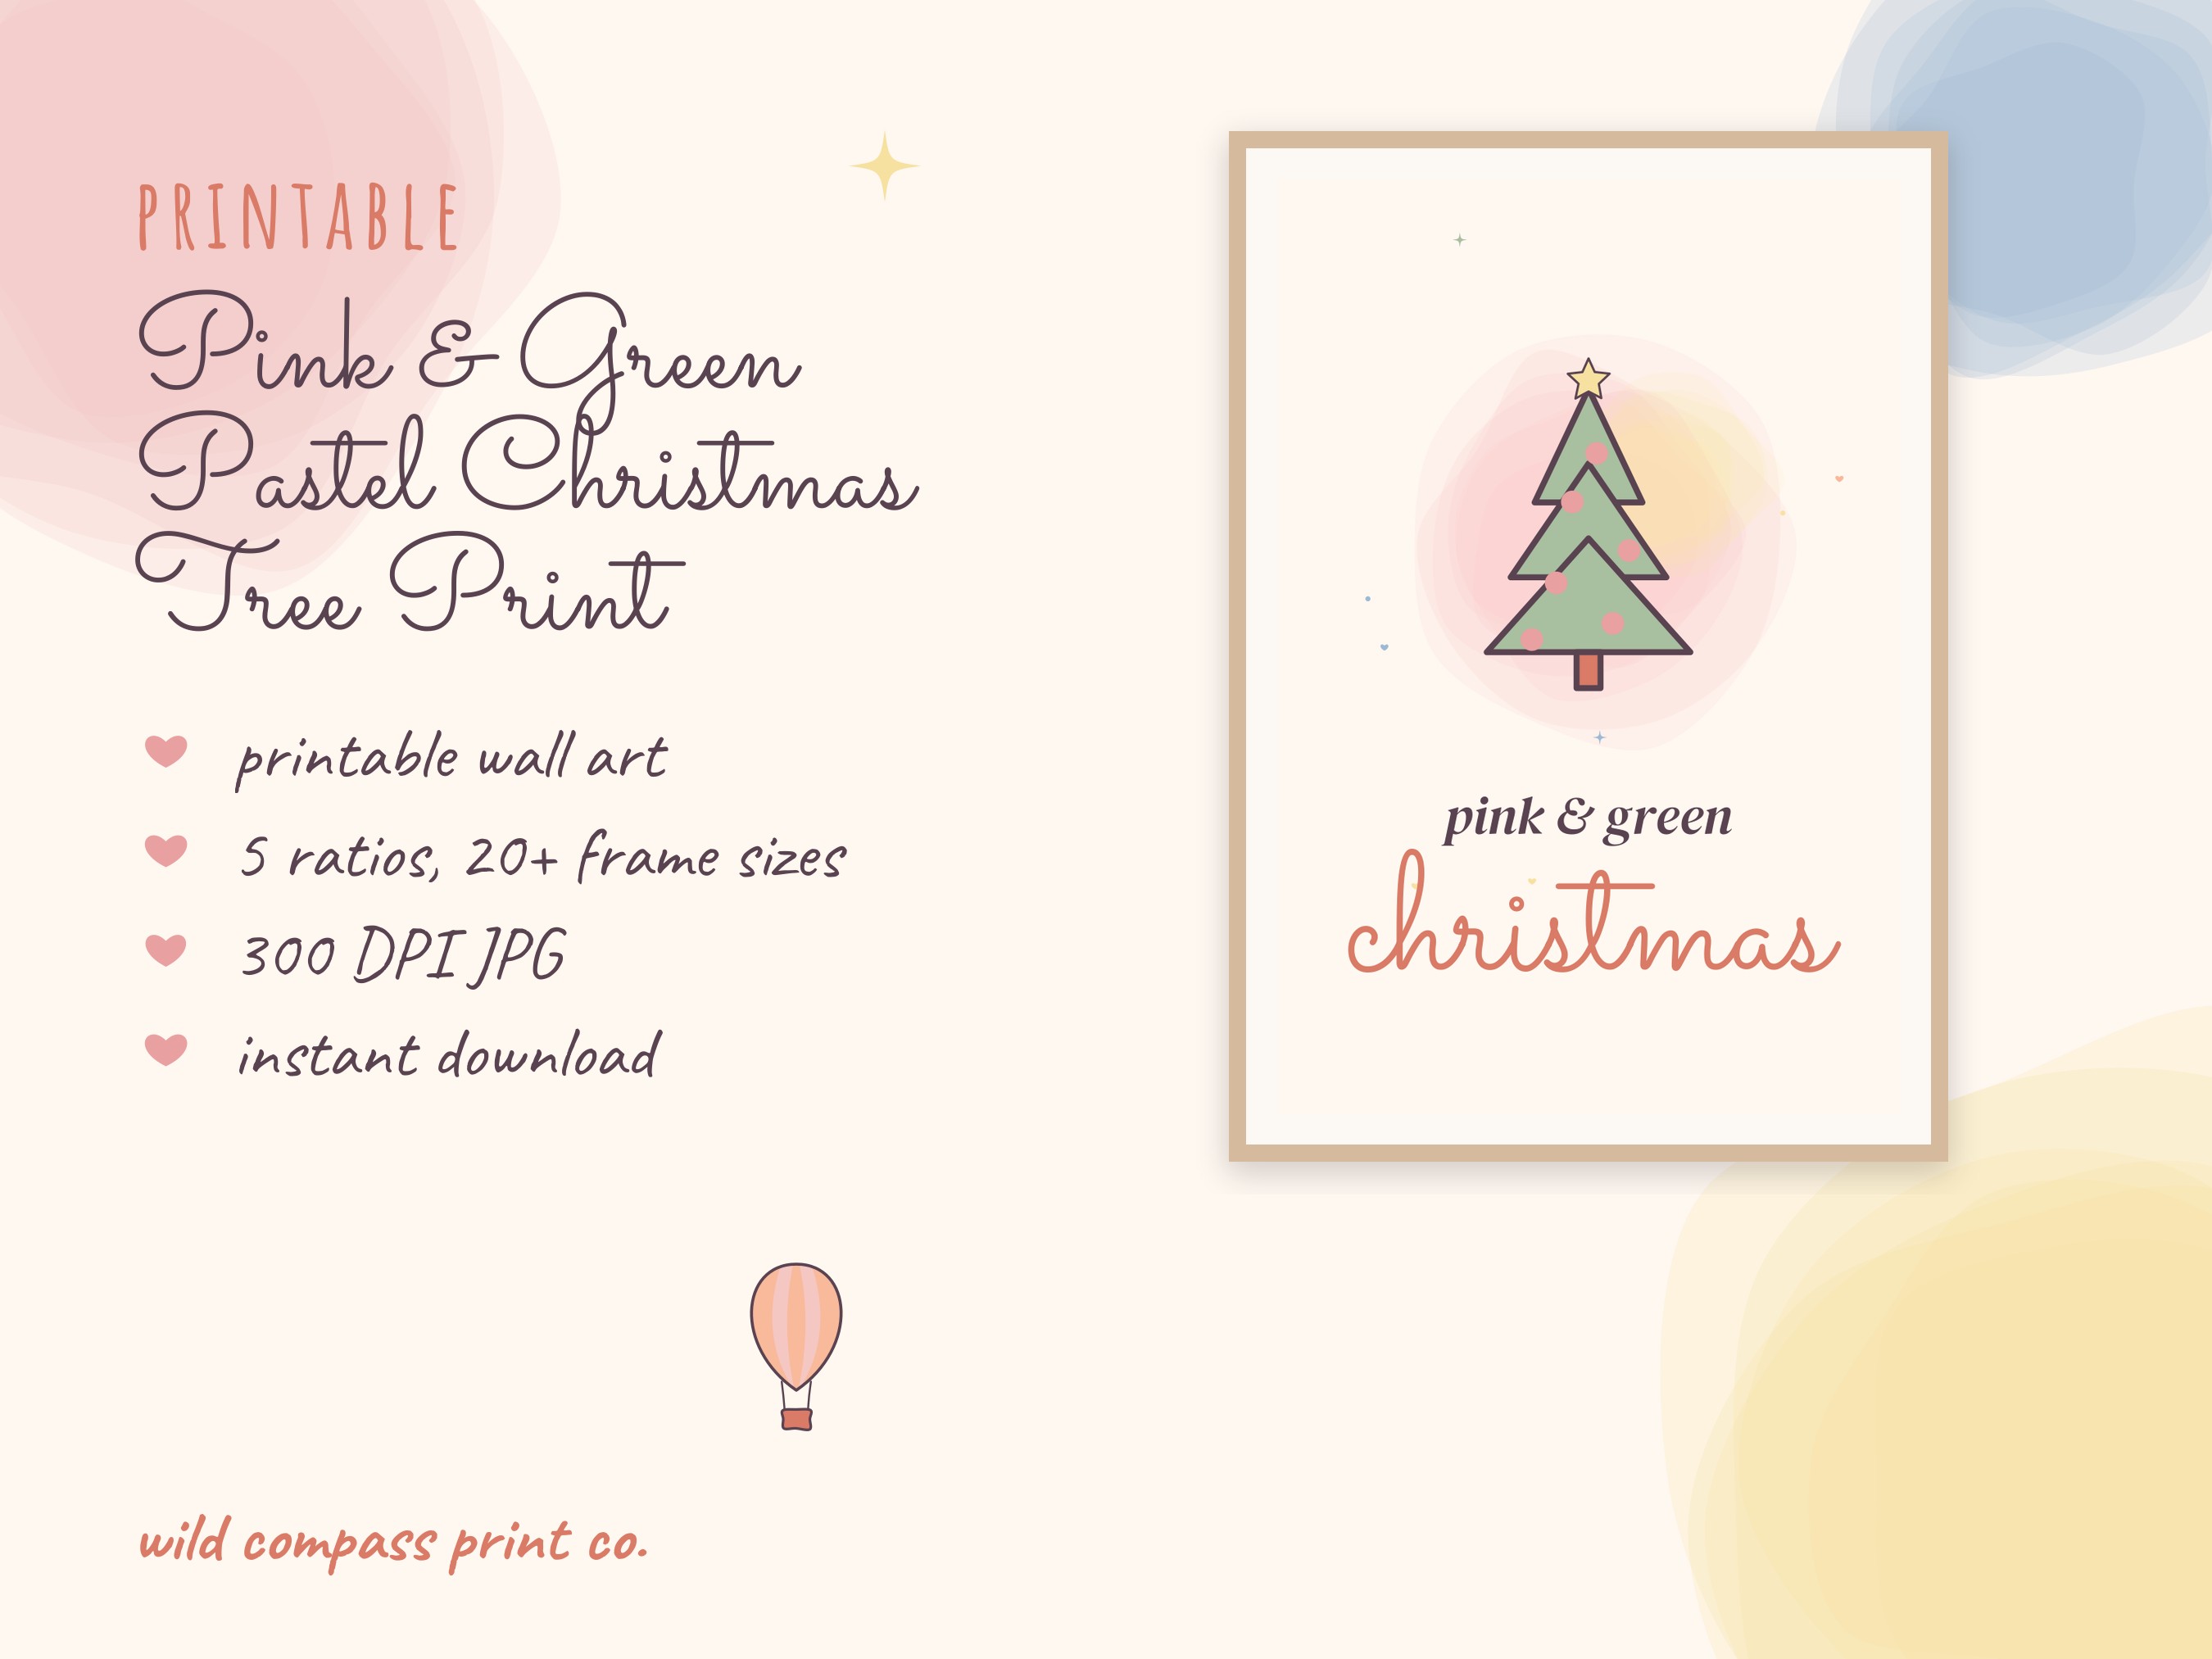 PRINTABLE
Pink & Green
Pastel Christmas
Tree Print
printable wall art
5 ratios, 20+ frame sizes
300 DPI JPG
instant download
wild compass print co.
pink & green
christmas